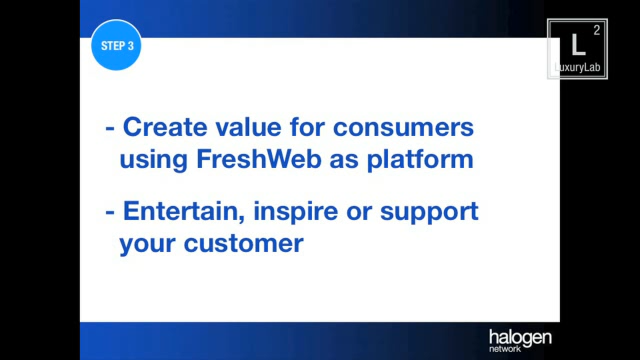 STEP 3
2
L
LuxuryLab
- Create value for consumers
using FreshWeb as platform
- Entertain, inspire or support
your customer
halogen
network